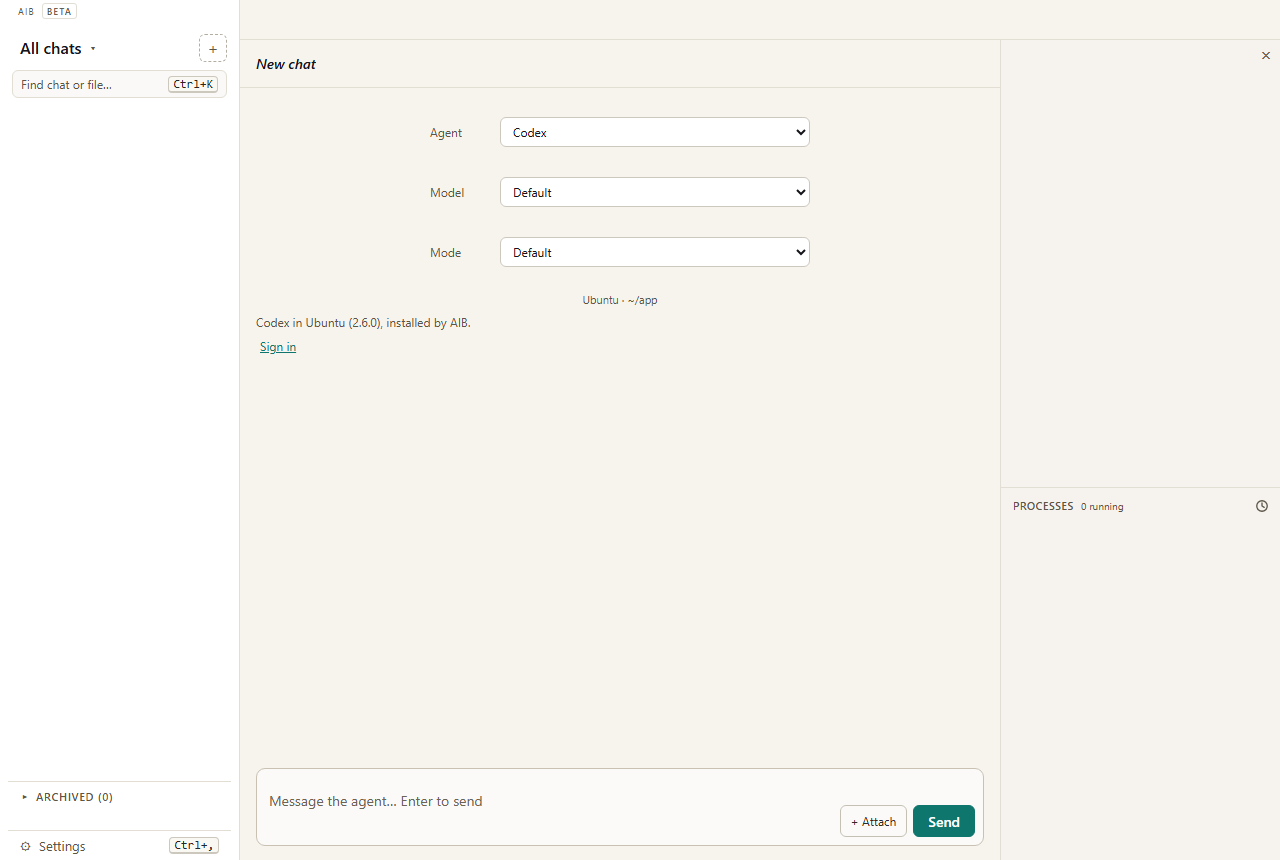 AIB BETA
All chats
+
Find chat or file... Ctrl+K
ARCHIVED (0)
Settings Ctrl+,
New chat
Agent Codex
Model Default
Mode Default
Ubuntu · ~/app
Codex in Ubuntu (2.6.0), installed by AIB.
Sign in
Message the agent... Enter to send
+ Attach Send
×
PROCESSES 0 running